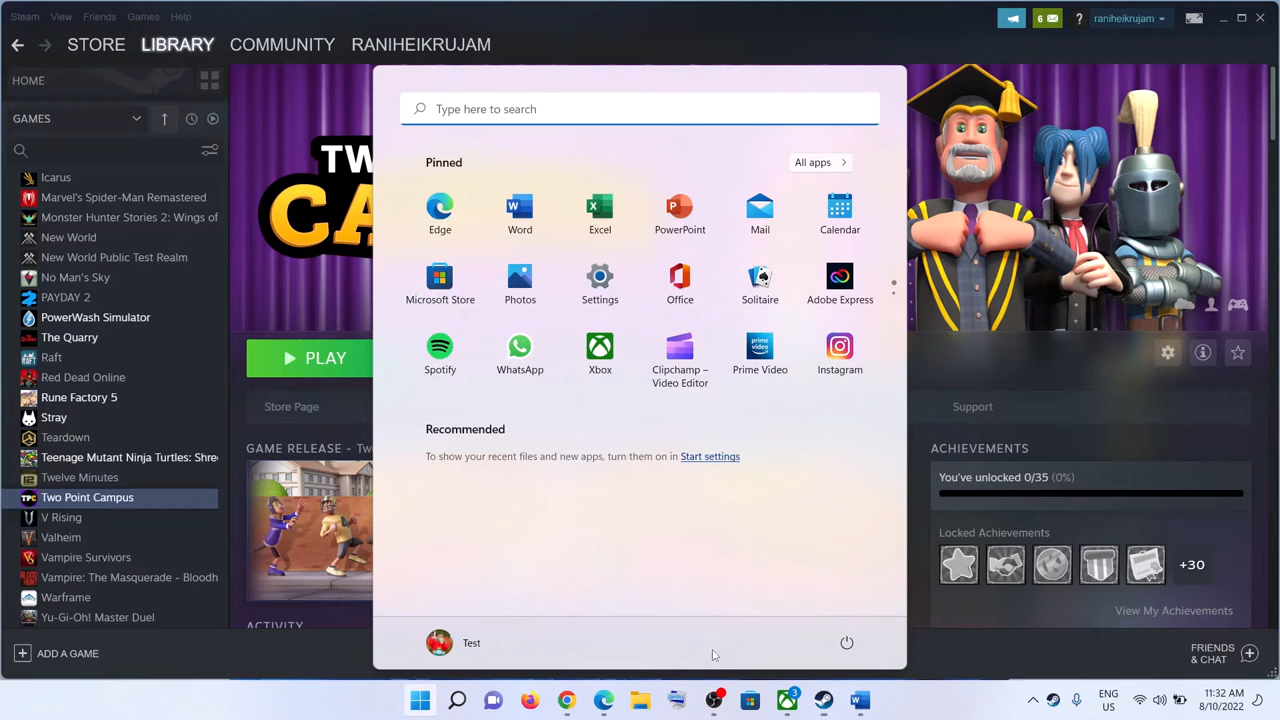 Steam View Friends Games Help
6 ? raniheikrujam
STORE LIBRARY COMMUNITY RANIHEIKRUJAM
HOME
GAMES
Icarus
Marvel's Spider-Man Remastered
Monster Hunter Stories 2: Wings of
New World
New World Public Test Realm
No Man's Sky
PAYDAY 2
PowerWash Simulator
The Quarry
Raft
Red Dead Online
Rune Factory 5
Stray
Teardown
Teenage Mutant Ninja Turtles: Shre
Twelve Minutes
TPC Two Point Campus
V Rising
Valheim
Vampire Survivors
Vampire: The Masquerade - Bloodh
Warframe
Yu-Gi-Oh! Master Duel
ADD A GAME
TW
CA
PLAY
Store Page
GAME RELEASE - Tw
ACTIVITY
Type here to search
Pinned
All apps
Edge Word Excel PowerPoint Mail Calendar
Microsoft Store Photos Settings Office Solitaire Adobe Express
Spotify WhatsApp Xbox Clipchamp – Prime Video Instagram
Video Editor
prime video
Recommended
To show your recent files and new apps, turn them on in Start settings
Test
Support
ACHIEVEMENTS
You've unlocked 0/35 (0%)
Locked Achievements
+30
View My Achievements
FRIENDS
& CHAT
3
ENG
US
11:32 AM
8/10/2022